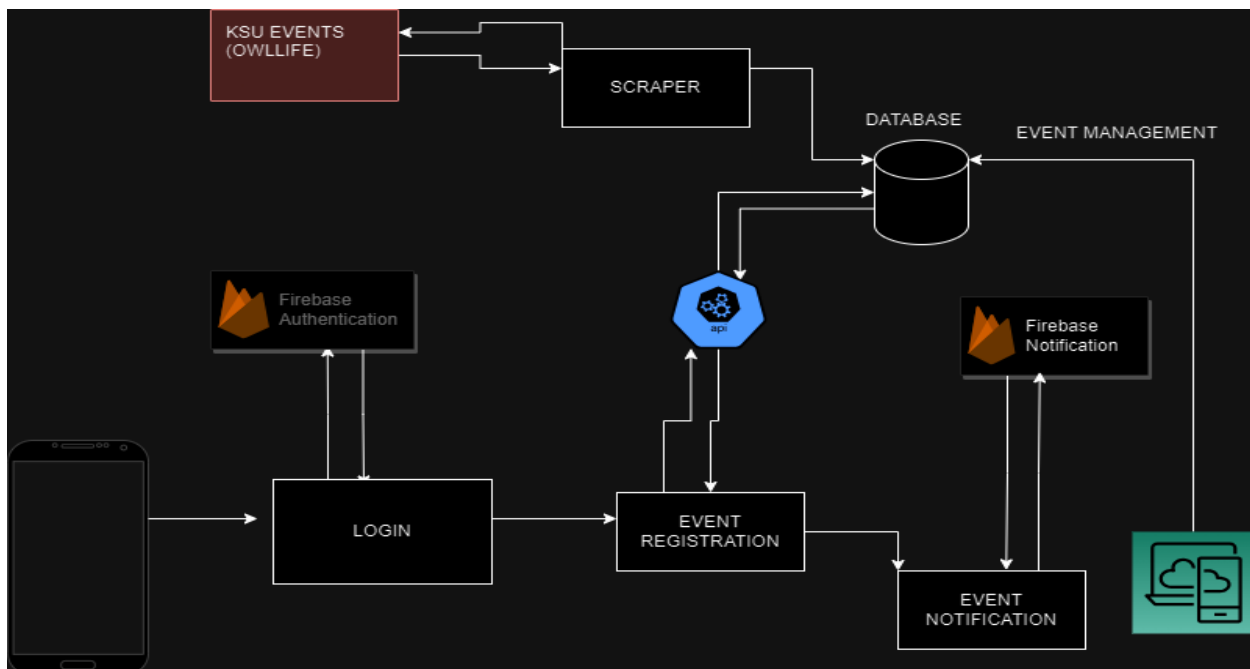 KSU EVENTS
(OWLLIFE)
SCRAPER
DATABASE
EVENT MANAGEMENT
Firebase
Authentication
api
Firebase
Notification
LOGIN
EVENT
REGISTRATION
EVENT
NOTIFICATION